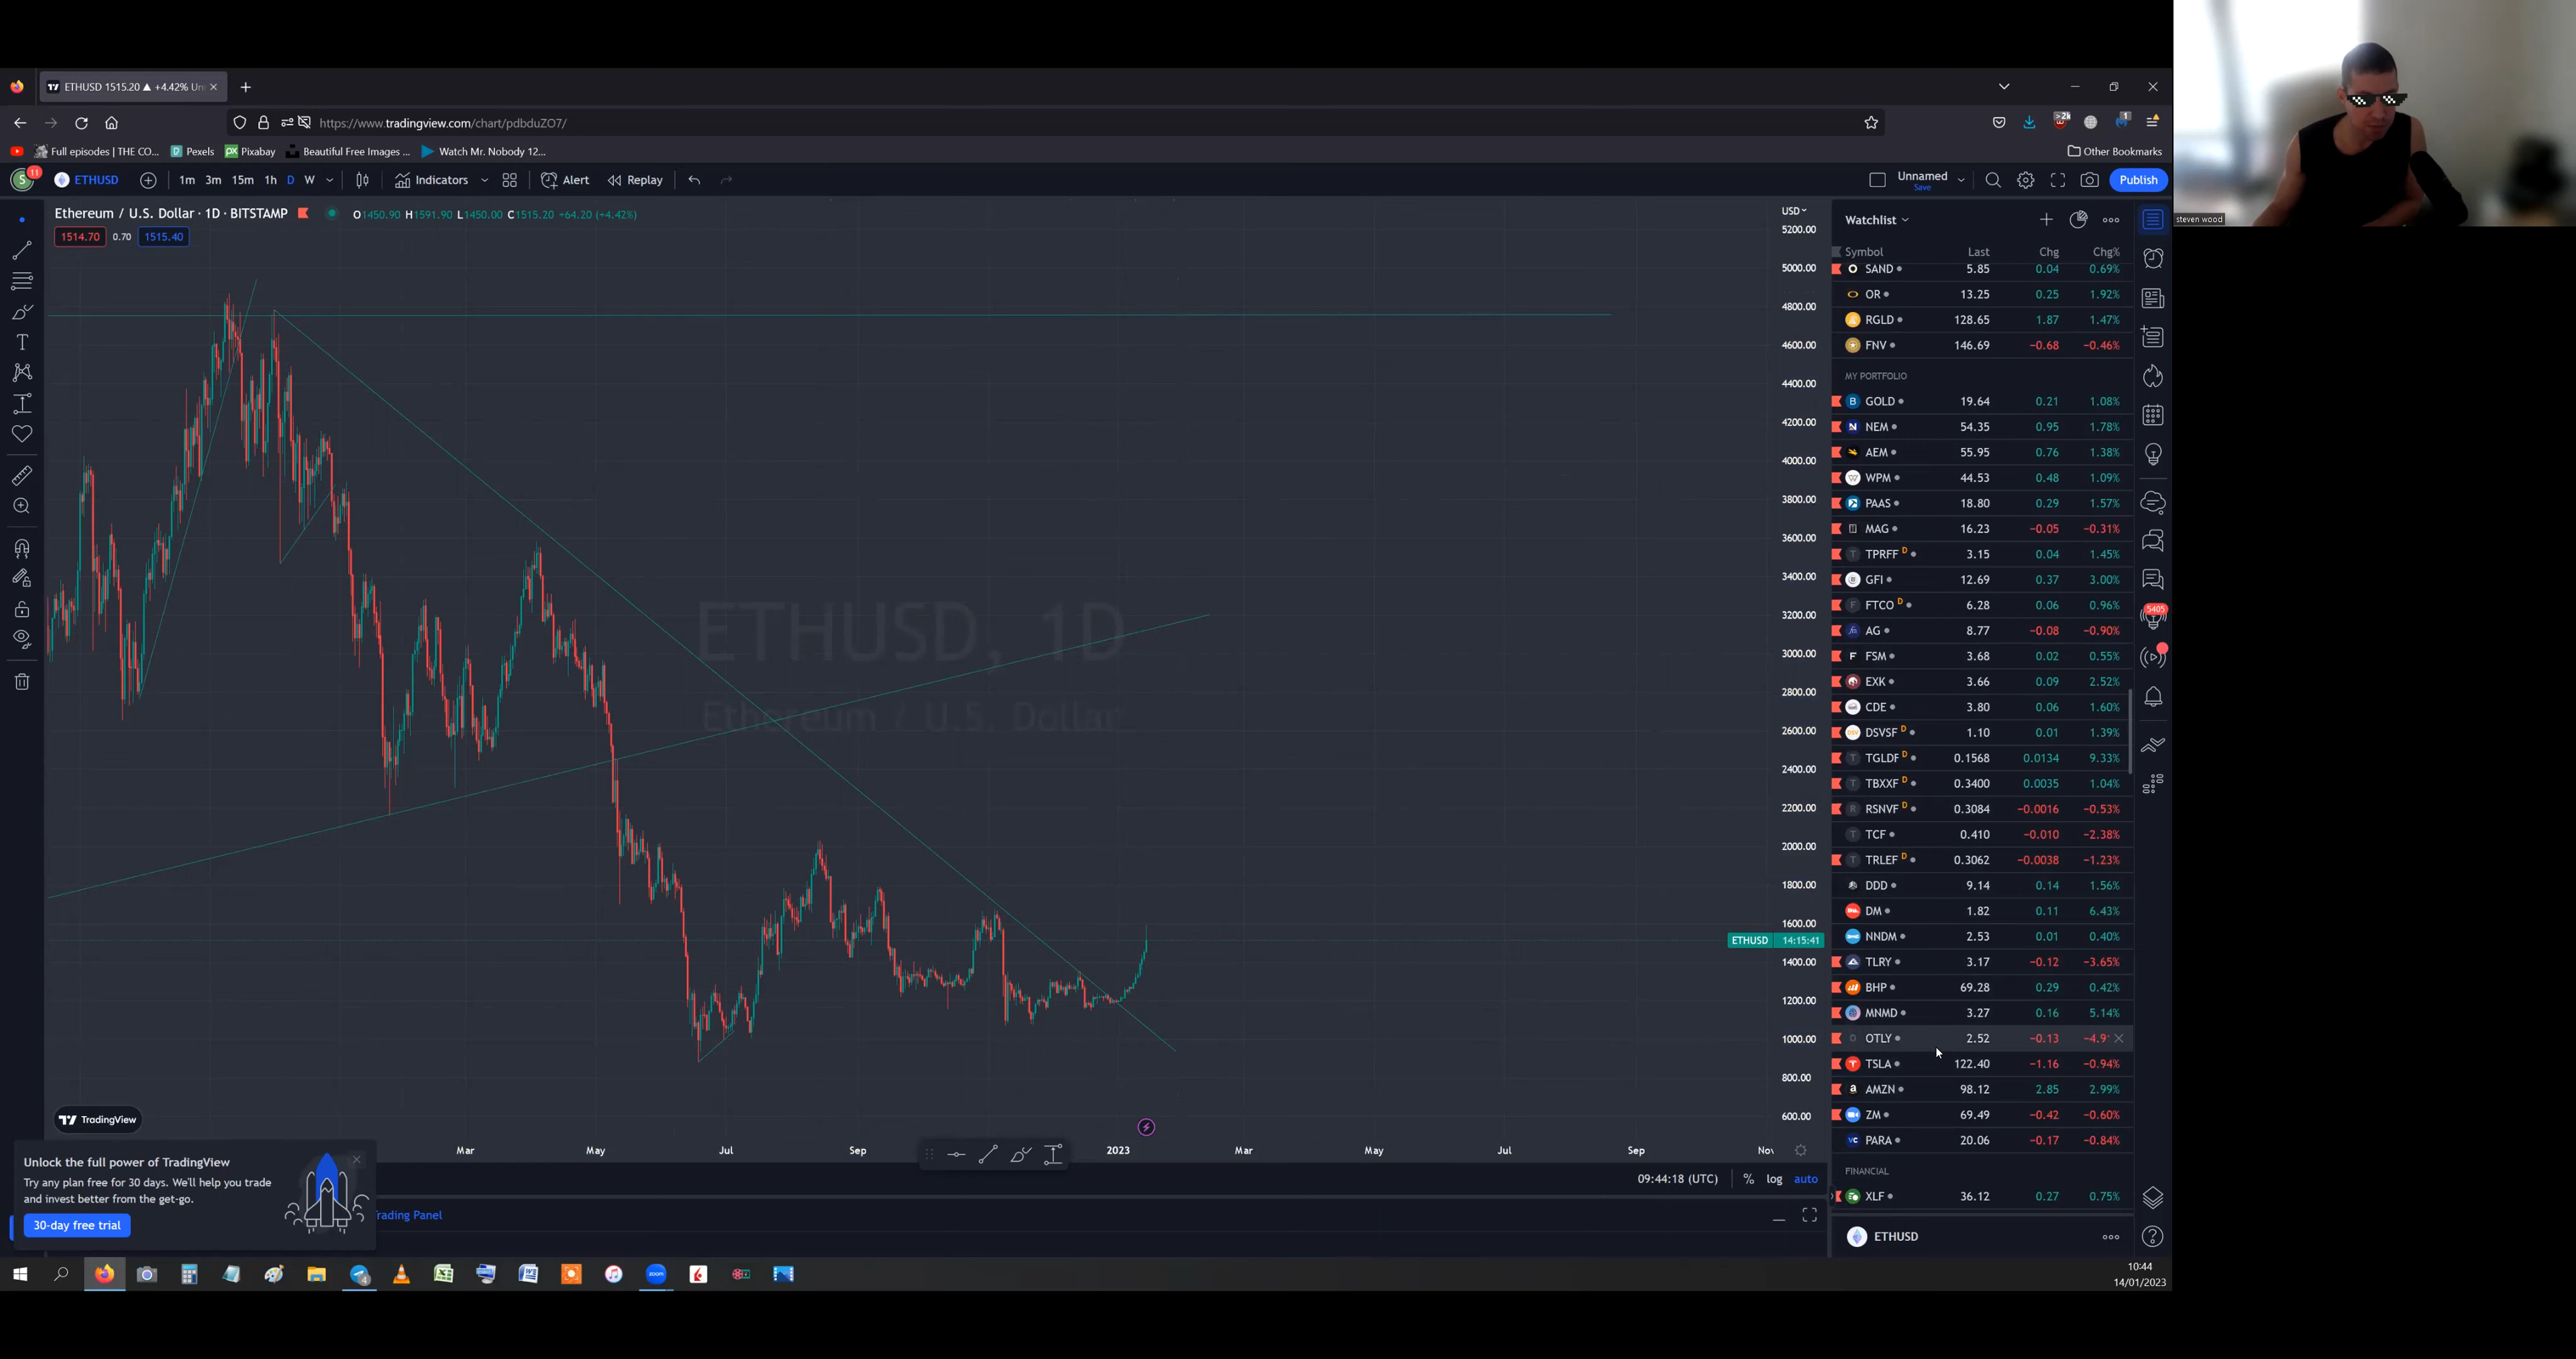 ETHUSD 1515.20 ▲ +4.42% Un
https://www.tradingview.com/chart/pdbduZO7/
Full episodes | THE CO... Pexels Pixabay Beautiful Free Images ... Watch Mr. Nobody 12... Other Bookmarks
S 11 ETHUSD 1m 3m 15m 1h D W Indicators Alert Replay Unnamed Save Publish
Ethereum / U.S. Dollar · 1D · BITSTAMP O1450.90 H1591.90 L1450.00 C1515.20 +64.20 (+4.42%)
1514.70 0.70 1515.40
ETHUSD, 1D
Ethereum / U.S. Dollar
USD
5200.00
5000.00
4800.00
4600.00
4400.00
4200.00
4000.00
3800.00
3600.00
3400.00
3200.00
3000.00
2800.00
2600.00
2400.00
2200.00
2000.00
1800.00
1600.00
ETHUSD 14:15:41
1400.00
1200.00
1000.00
800.00
600.00
TradingView
Mar May Jul Sep 2023 Mar May Jul Sep
09:44:18 (UTC) % log auto
Unlock the full power of TradingView
Try any plan free for 30 days. We'll help you trade
and invest better from the get-go.
30-day free trial
Trading Panel
Watchlist
Symbol Last Chg Chg%
SAND 5.85 0.04 0.69%
OR 13.25 0.25 1.92%
RGLD 128.65 1.87 1.47%
FNV 146.69 −0.68 −0.46%
MY PORTFOLIO
GOLD 19.64 0.21 1.08%
NEM 54.35 0.95 1.78%
AEM 55.95 0.76 1.38%
WPM 44.53 0.48 1.09%
PAAS 18.80 0.29 1.57%
MAG 16.23 −0.05 −0.31%
TPRFF D 3.15 0.04 1.45%
GFI 12.69 0.37 3.00%
FTCO D 6.28 0.06 0.96%
AG 8.77 −0.08 −0.90%
FSM 3.68 0.02 0.55%
EXK 3.66 0.09 2.52%
CDE 3.80 0.06 1.60%
DSVSF D 1.10 0.01 1.39%
TGLDF D 0.1568 0.0134 9.33%
TBXXF D 0.3400 0.0035 1.04%
RSNVF D 0.3084 −0.0016 −0.53%
TCF 0.410 −0.010 −2.38%
TRLEF D 0.3062 −0.0038 −1.23%
DDD 9.14 0.14 1.56%
DM 1.82 0.11 6.43%
NNDM 2.53 0.01 0.40%
TLRY 3.17 −0.12 −3.65%
BHP 69.28 0.29 0.42%
MNMD 3.27 0.16 5.14%
OTLY 2.52 −0.13 −4.9
TSLA 122.40 −1.16 −0.94%
AMZN 98.12 2.85 2.99%
ZM 69.49 −0.42 −0.60%
PARA 20.06 −0.17 −0.84%
FINANCIAL
XLF 36.12 0.27 0.75%
ETHUSD
5405
10:44
14/01/2023
steven wood